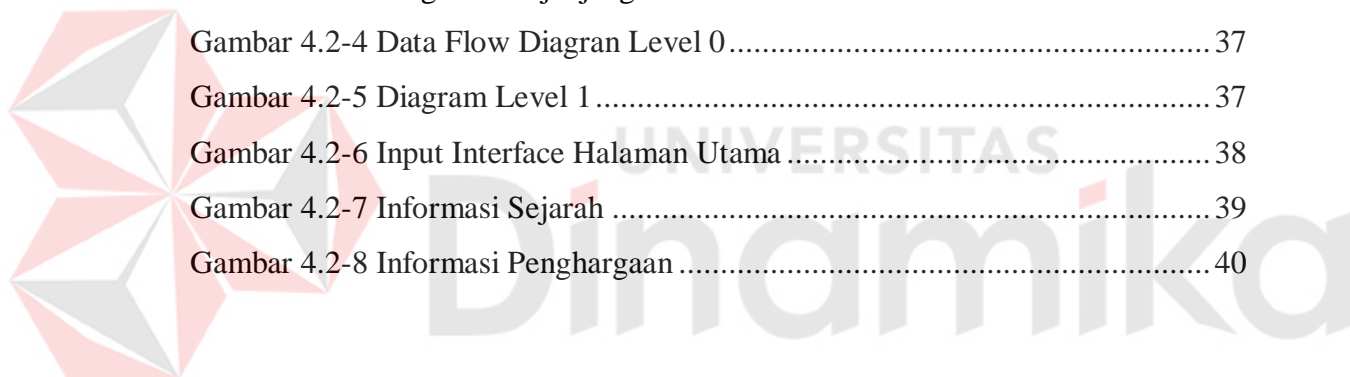 Gambar 4.2-4 Data Flow Diagran Level 0 ................................................................ 37
Gambar 4.2-5 Diagram Level 1 ................................................................ 37
Gambar 4.2-6 Input Interface Halaman Utama ................................................................ 38
UNIVERSITAS
Gambar 4.2-7 Informasi Sejarah ................................................................ 39
Dinamika
Gambar 4.2-8 Informasi Penghargaan ................................................................ 40